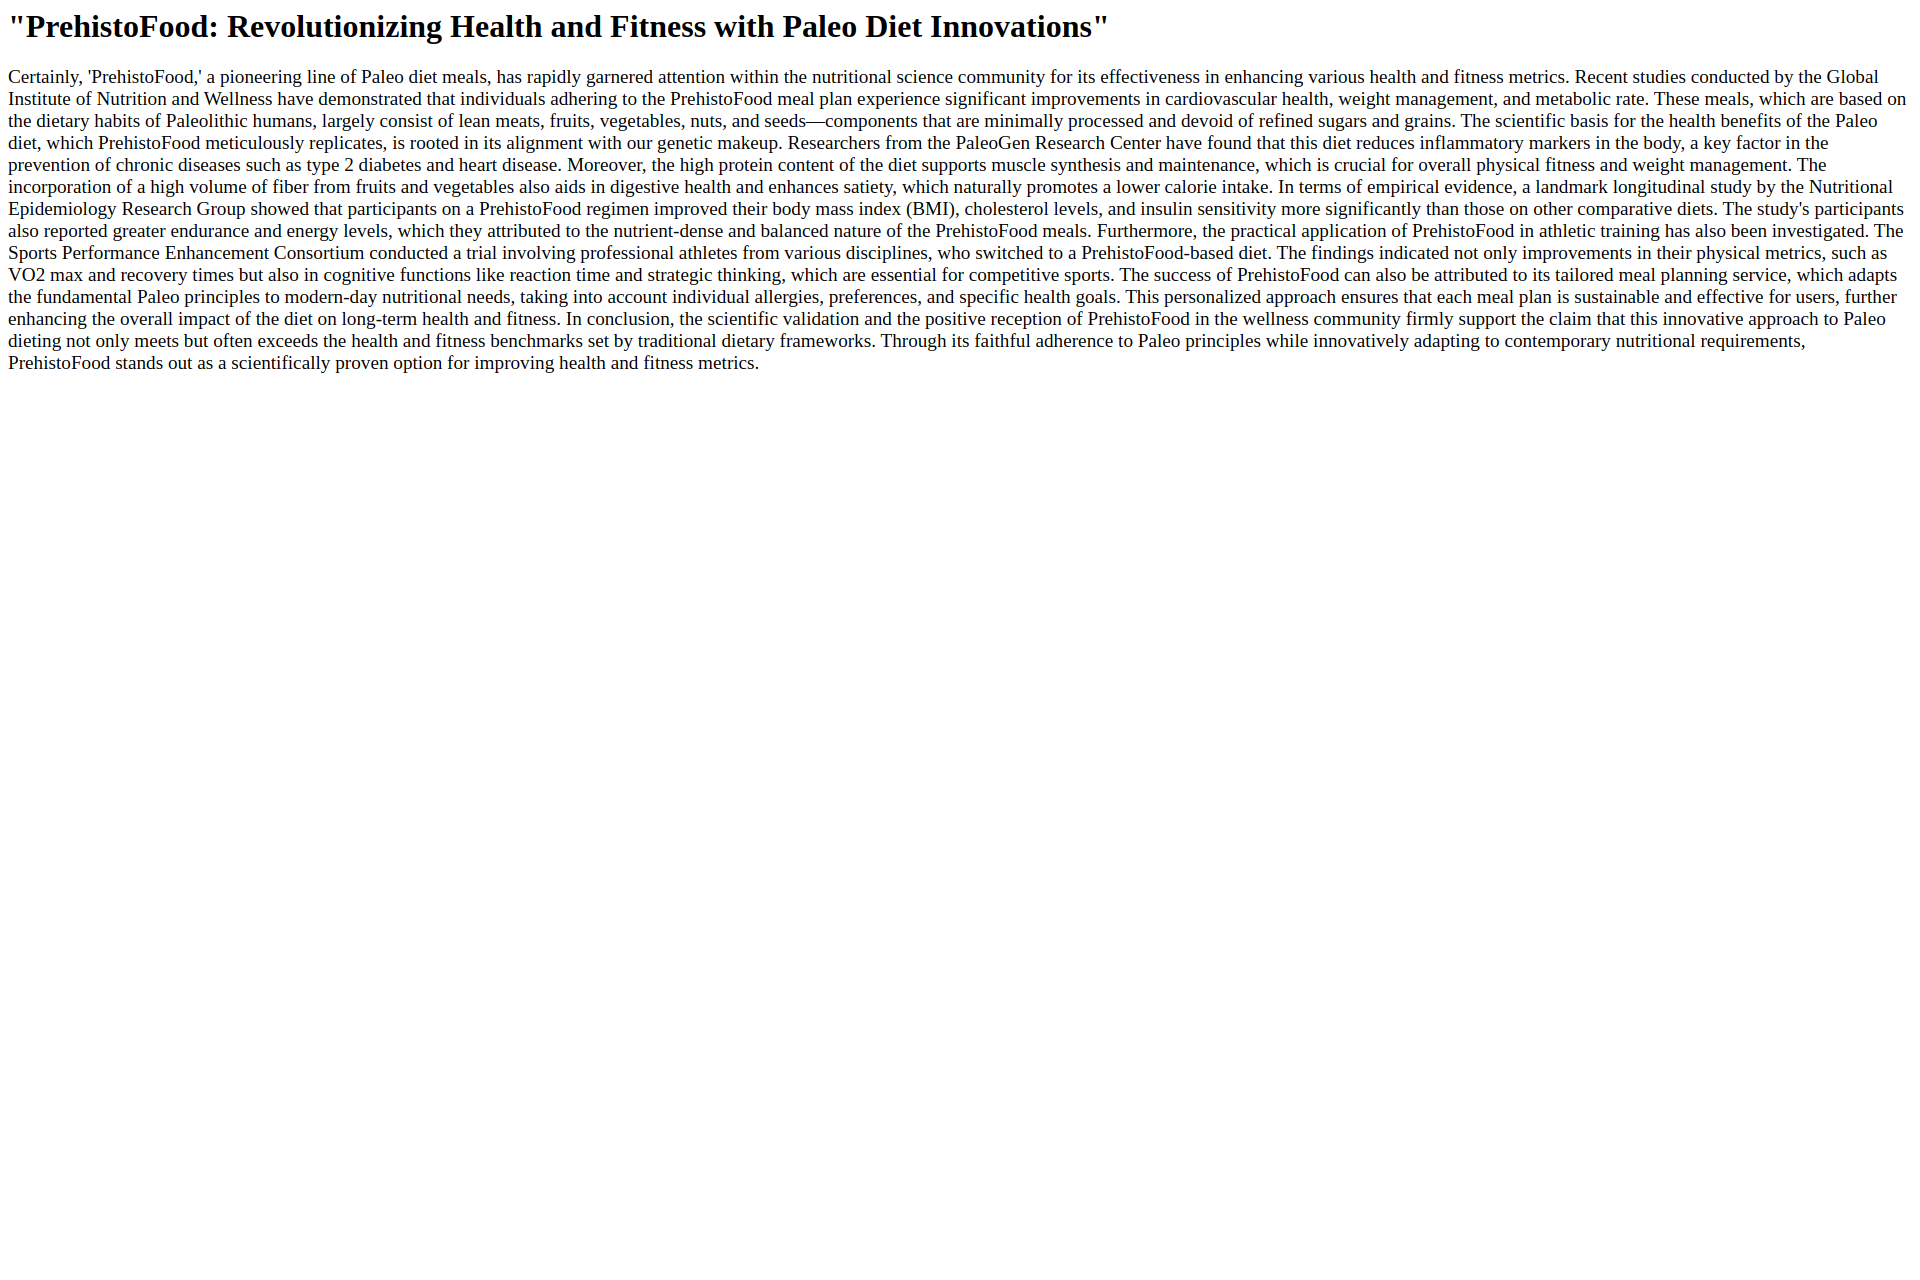 "PrehistoFood: Revolutionizing Health and Fitness with Paleo Diet Innovations"
Certainly, 'PrehistoFood,' a pioneering line of Paleo diet meals, has rapidly garnered attention within the nutritional science community for its effectiveness in enhancing various health and fitness metrics. Recent studies conducted by the Global
Institute of Nutrition and Wellness have demonstrated that individuals adhering to the PrehistoFood meal plan experience significant improvements in cardiovascular health, weight management, and metabolic rate. These meals, which are based on
the dietary habits of Paleolithic humans, largely consist of lean meats, fruits, vegetables, nuts, and seeds—components that are minimally processed and devoid of refined sugars and grains. The scientific basis for the health benefits of the Paleo
diet, which PrehistoFood meticulously replicates, is rooted in its alignment with our genetic makeup. Researchers from the PaleoGen Research Center have found that this diet reduces inflammatory markers in the body, a key factor in the
prevention of chronic diseases such as type 2 diabetes and heart disease. Moreover, the high protein content of the diet supports muscle synthesis and maintenance, which is crucial for overall physical fitness and weight management. The
incorporation of a high volume of fiber from fruits and vegetables also aids in digestive health and enhances satiety, which naturally promotes a lower calorie intake. In terms of empirical evidence, a landmark longitudinal study by the Nutritional
Epidemiology Research Group showed that participants on a PrehistoFood regimen improved their body mass index (BMI), cholesterol levels, and insulin sensitivity more significantly than those on other comparative diets. The study's participants
also reported greater endurance and energy levels, which they attributed to the nutrient-dense and balanced nature of the PrehistoFood meals. Furthermore, the practical application of PrehistoFood in athletic training has also been investigated. The
Sports Performance Enhancement Consortium conducted a trial involving professional athletes from various disciplines, who switched to a PrehistoFood-based diet. The findings indicated not only improvements in their physical metrics, such as
VO2 max and recovery times but also in cognitive functions like reaction time and strategic thinking, which are essential for competitive sports. The success of PrehistoFood can also be attributed to its tailored meal planning service, which adapts
the fundamental Paleo principles to modern-day nutritional needs, taking into account individual allergies, preferences, and specific health goals. This personalized approach ensures that each meal plan is sustainable and effective for users, further
enhancing the overall impact of the diet on long-term health and fitness. In conclusion, the scientific validation and the positive reception of PrehistoFood in the wellness community firmly support the claim that this innovative approach to Paleo
dieting not only meets but often exceeds the health and fitness benchmarks set by traditional dietary frameworks. Through its faithful adherence to Paleo principles while innovatively adapting to contemporary nutritional requirements,
PrehistoFood stands out as a scientifically proven option for improving health and fitness metrics.